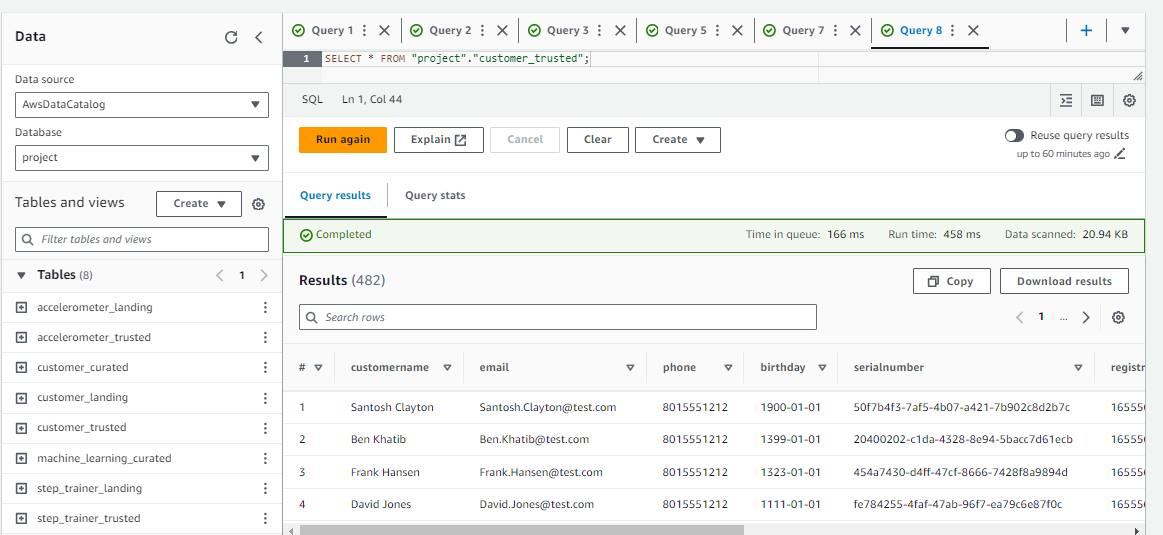 Data
Data source
AwsDataCatalog
Database
project
Tables and views
Create
Filter tables and views
Tables (8)
1
accelerometer_landing
accelerometer_trusted
customer_curated
customer_landing
customer_trusted
machine_learning_curated
step_trainer_landing
step_trainer_trusted
Query 1 Query 2 Query 3 Query 5 Query 7 Query 8
1 SELECT * FROM "project"."customer_trusted";
SQL Ln 1, Col 44
Run again Explain Cancel Clear Create
Reuse query results
up to 60 minutes ago
Query results Query stats
Completed Time in queue: 166 ms Run time: 458 ms Data scanned: 20.94 KB
Results (482) Copy Download results
Search rows 1 ...
# customername email phone birthday serialnumber registr
1 Santosh Clayton Santosh.Clayton@test.com 8015551212 1900-01-01 50f7b4f3-7af5-4b07-a421-7b902c8d2b7c 16555
2 Ben Khatib Ben.Khatib@test.com 8015551212 1399-01-01 20400202-c1da-4328-8e94-5bacc7d61ecb 16555
3 Frank Hansen Frank.Hansen@test.com 8015551212 1323-01-01 454a7430-d4ff-47cf-8666-7428f8a9894d 16555
4 David Jones David.Jones@test.com 8015551212 1111-01-01 fe784255-4faf-47ab-96f7-ea79c6e87f0c 16555